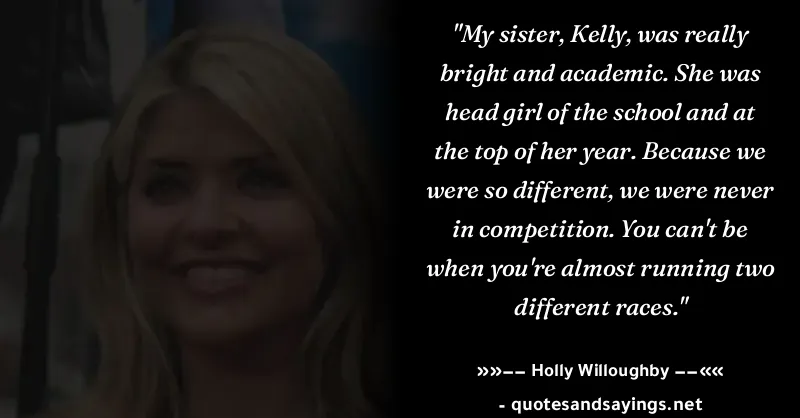 "My sister, Kelly, was really
bright and academic. She was
head girl of the school and at
the top of her year. Because we
were so different, we were never
in competition. You can't be
when you're almost running two
different races."
»»–– Holly Willoughby ––««
- quotesandsayings.net